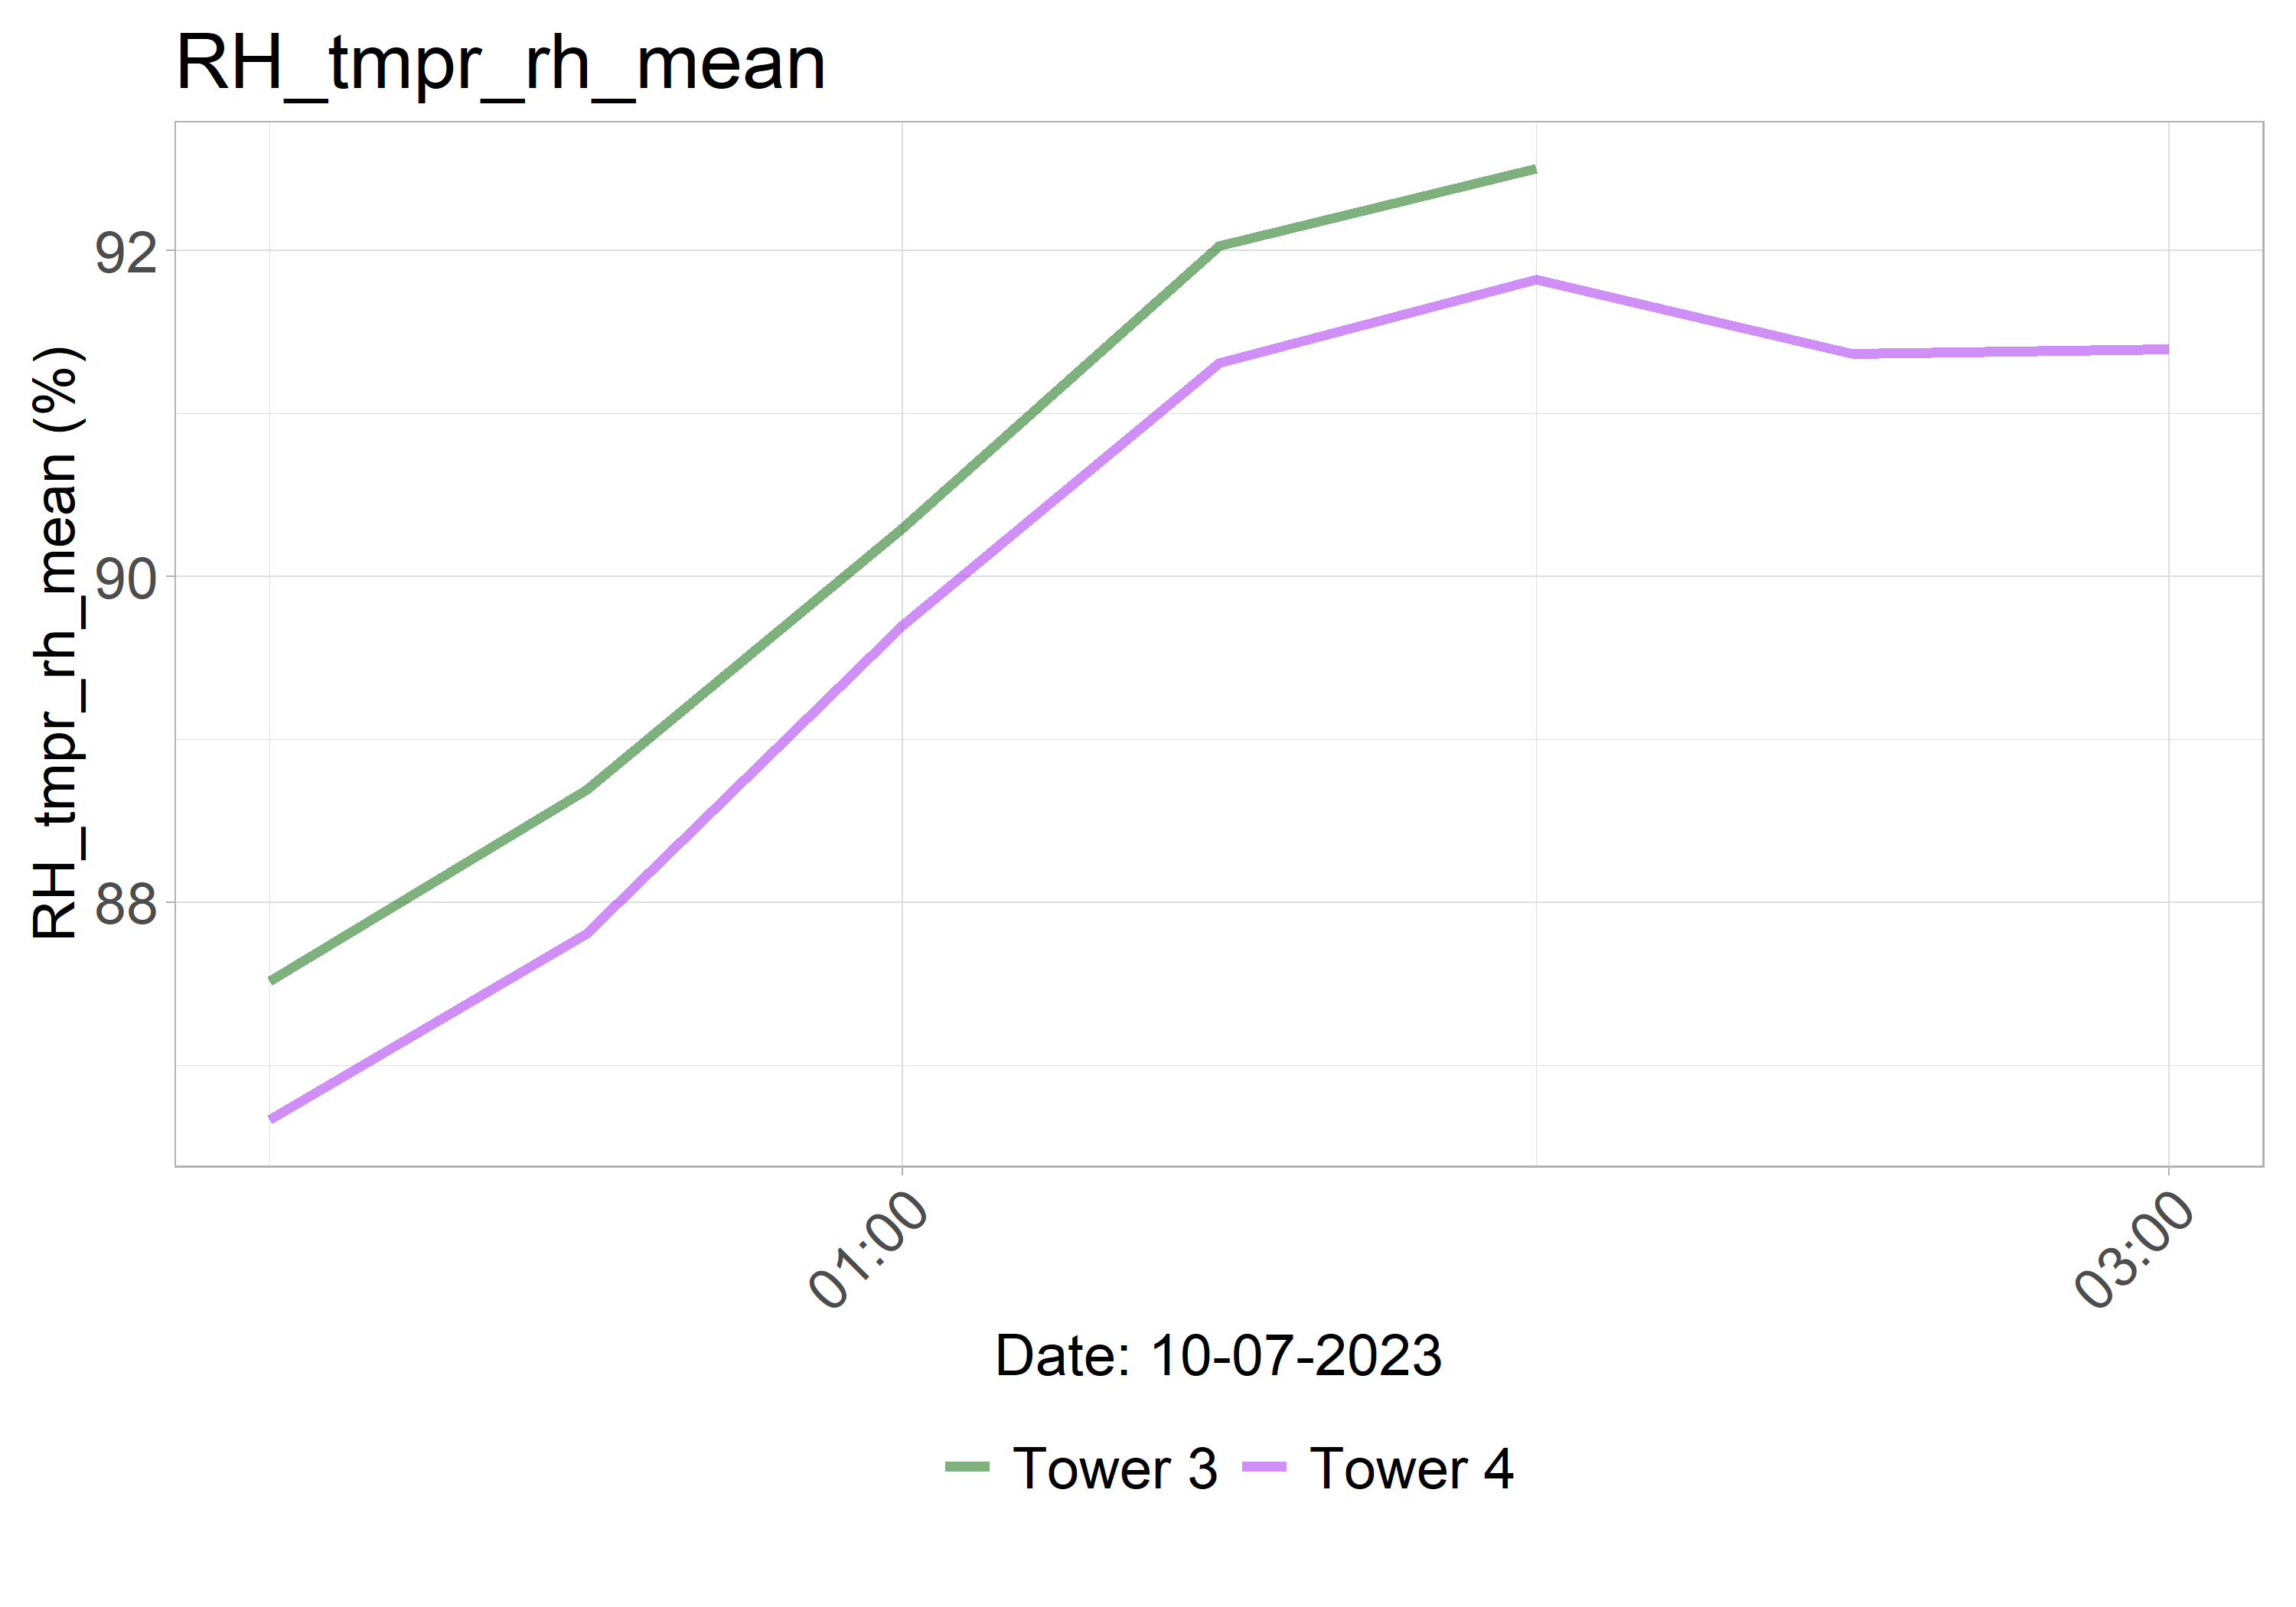 RH_tmpr_rh_mean
RH_tmpr_rh_mean (%)
92
90
88
01:00
03:00
Date: 10-07-2023
Tower 3
Tower 4